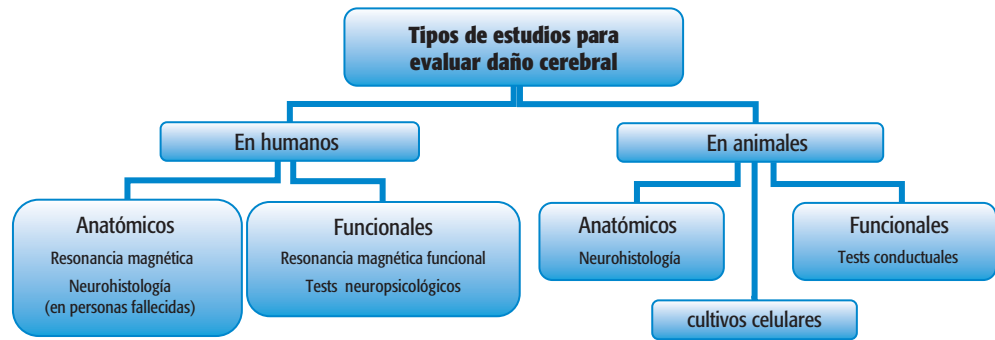 Tipos de estudios para
evaluar daño cerebral
En humanos
En animales
Anatómicos
Resonancia magnética
Neurohistología
(en personas fallecidas)
Funcionales
Resonancia magnética funcional
Tests neuropsicológicos
Anatómicos
Neurohistología
Funcionales
Tests conductuales
cultivos celulares